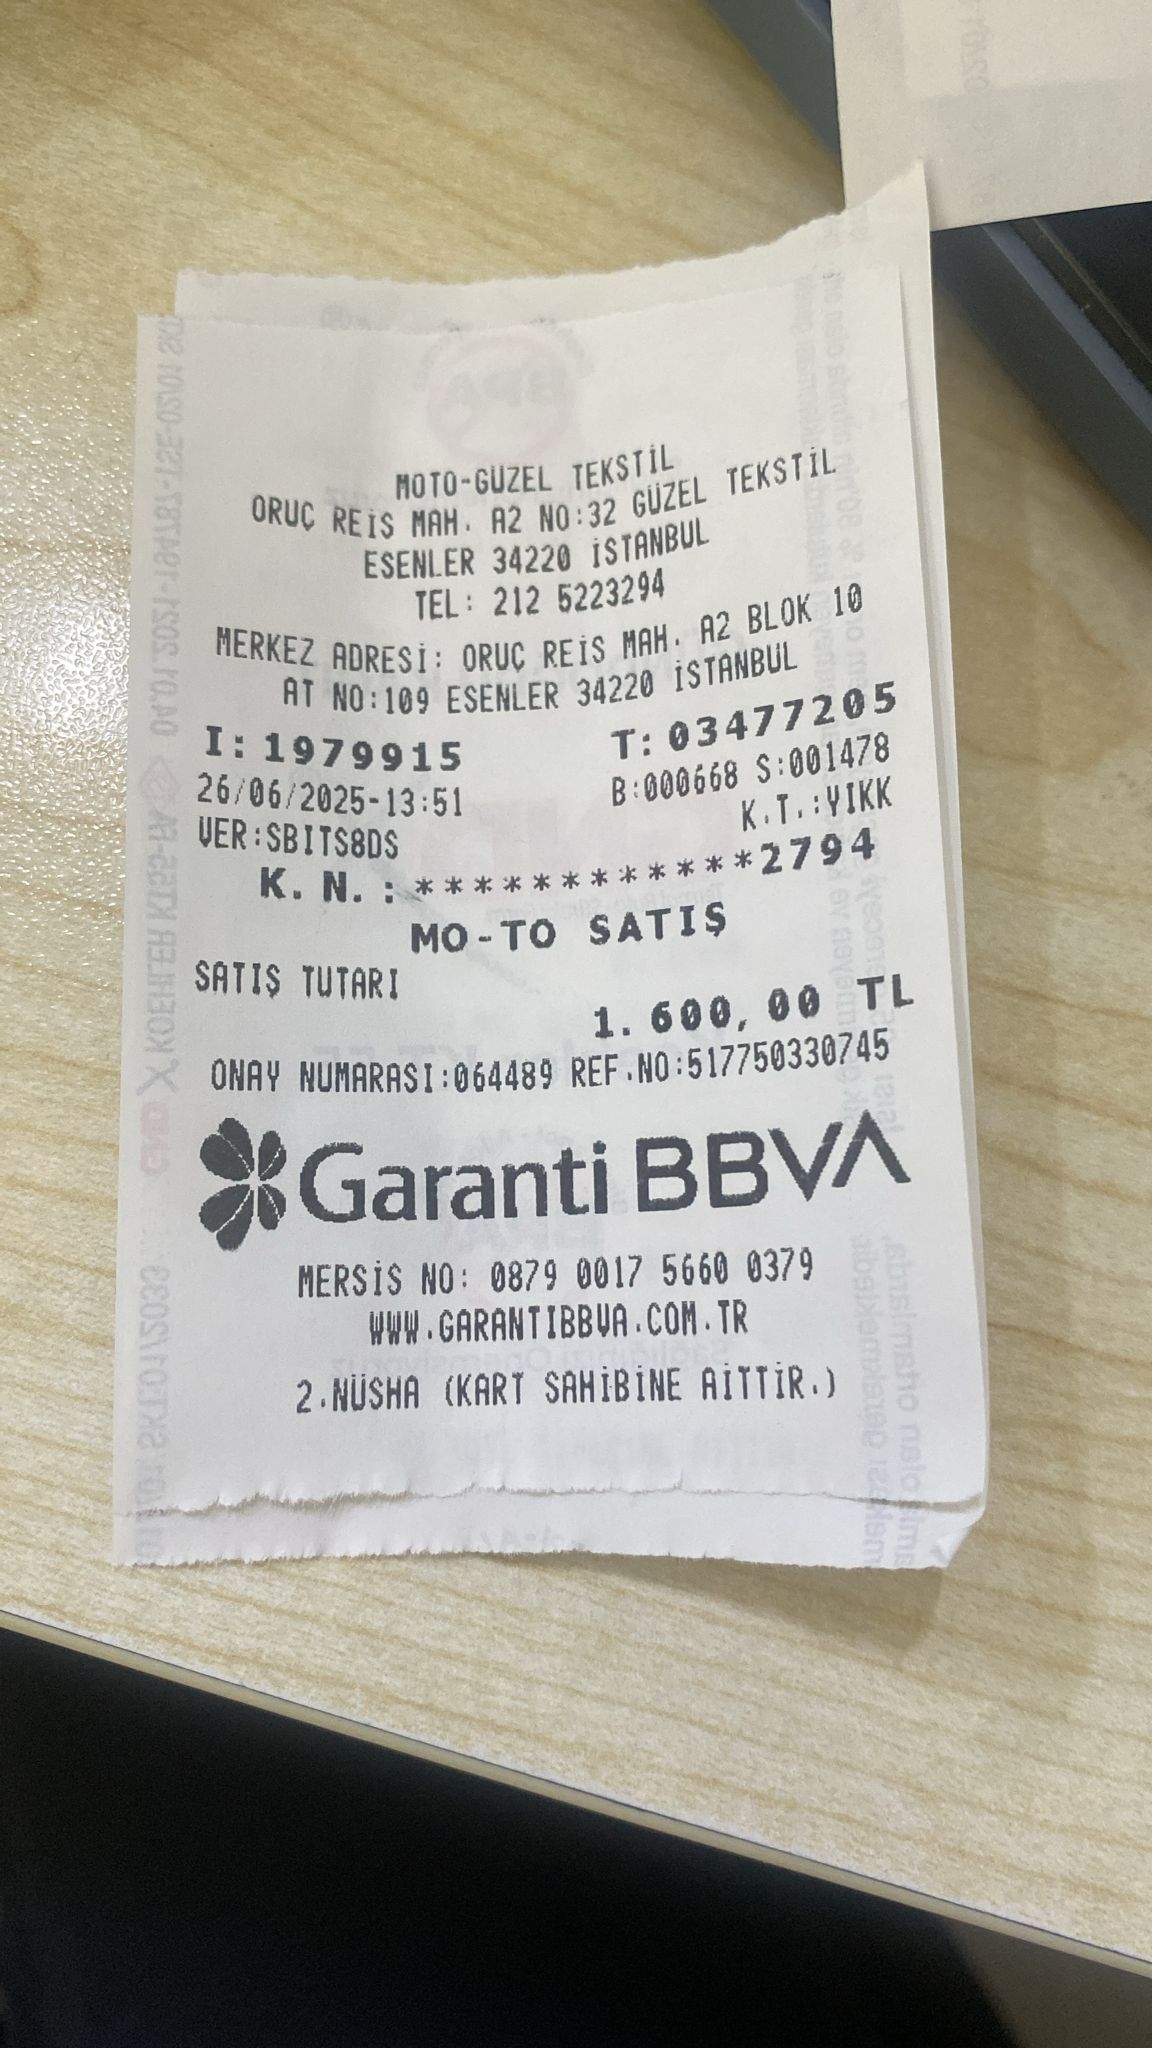 MOTO-GÜZEL TEKSTİL
ORUÇ REİS MAH. A2 NO:32 GÜZEL TEKSTİL
ESENLER 34220 İSTANBUL
TEL: 212 5223294
MERKEZ ADRESİ: ORUÇ REİS MAH. A2 BLOK 10
AT NO:109 ESENLER 34220 İSTANBUL
I: 1979915 T: 03477205
26/06/2025-13:51 B:000668 S:001478
VER:SBITS8DS K.T.:YIKK
K. N. : ************2794
MO-TO SATIŞ
SATIŞ TUTARI
1. 600, 00 TL
ONAY NUMARASI:064489 REF.NO:517750330745
Garanti BBVA
MERSİS NO: 0879 0017 5660 0379
WWW.GARANTIBBVA.COM.TR
2.NÜSHA (KART SAHİBİNE AİTTİR.)